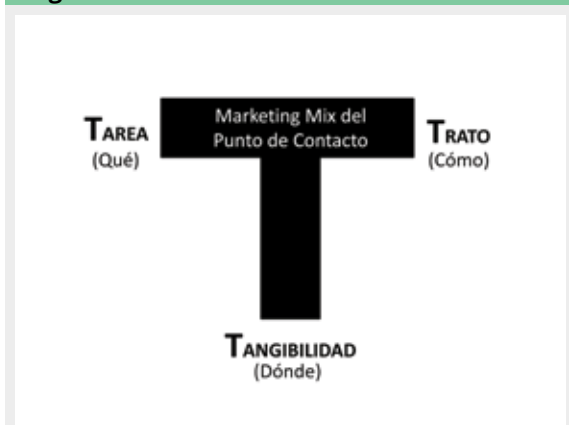 Marketing Mix del
Punto de Contacto
TAREA
(Qué)
TRATO
(Cómo)
TANGIBILIDAD
(Dónde)